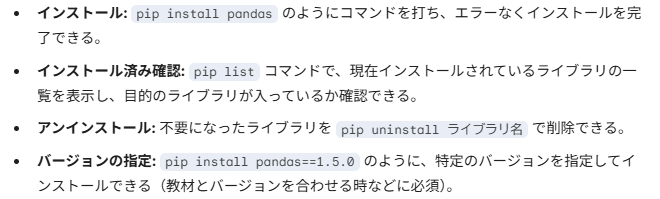 • インストール: pip install pandas のようにコマンドを打ち、エラーなくインストールを完
了できる。
• インストール済み確認: pip list コマンドで、現在インストールされているライブラリの一
覧を表示し、目的のライブラリが入っているか確認できる。
• アンインストール: 不要になったライブラリを pip uninstall ライブラリ名 で削除できる。
• バージョンの指定: pip install pandas==1.5.0 のように、特定のバージョンを指定してイ
ンストールできる（教材とバージョンを合わせる時などに必須）。